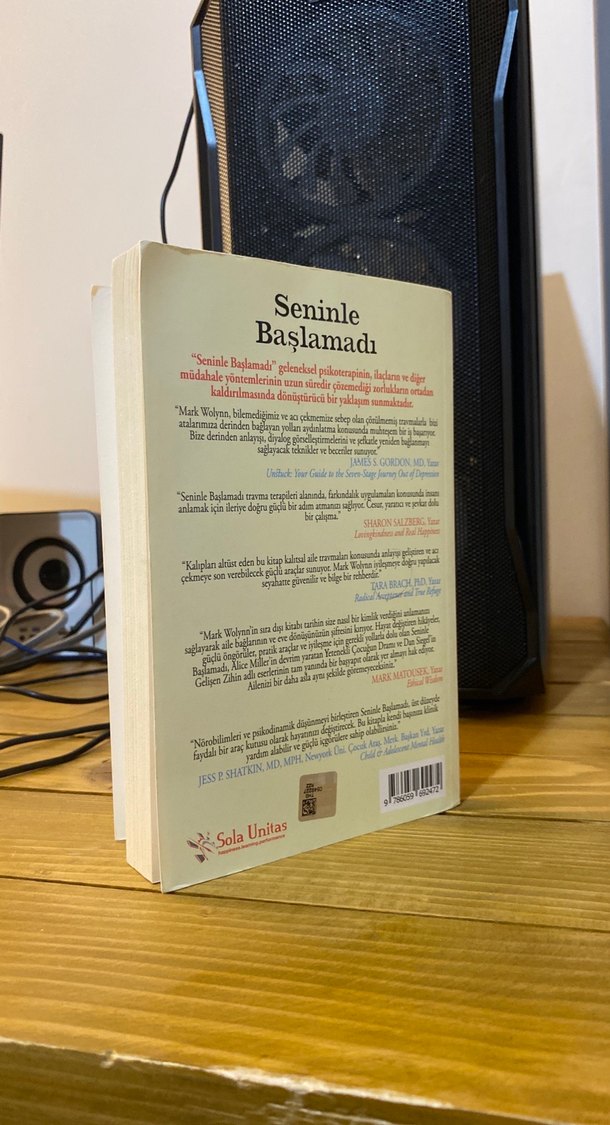 Seninle
Başlamadı
“Seninle Başlamadı” geleneksel psikoterapinin, ilaçların ve diğer
müdahale yöntemlerinin uzun süredir çözemediği zorlukların ortadan
kaldırılmasında dönüştürücü bir yaklaşım sunmaktadır.
“Mark Wolynn, bilemediğimiz ve acı çekmemize sebep olan çözülmemiş travmalarla bizi
atalarımıza derinden bağlayan yolları aydınlatma konusunda muhteşem bir iş başarıyor.
Bize derinden anlayışı, diyalog görselleştirmelerini ve şefkatle yeniden bağlanmayı
sağlayacak teknikler ve beceriler sunuyor.”
JAMES S. GORDON, MD, Yazar
Unstuck: Your Guide to the Seven-Stage Journey Out of Depression
“Seninle Başlamadı travma terapileri alanında, farkındalık uygulamaları konusunda insanı
anlamak için ileriye doğru güçlü bir adım atmanızı sağlıyor. Cesur, yaratıcı ve şevkat dolu
bir çalışma.”
SHARON SALZBERG, Yazar
Lovingkindness and Real Happiness
“Kalıpları altüst eden bu kitap kalıtsal aile travmaları konusunda anlayışı geliştiren ve acı
çekmeye son verebilecek güçlü araçlar sunuyor. Mark Wolynn iyileşmeye doğru yapılacak
seyahatte güvenilir ve bilge bir rehberdir.”
TARA BRACH, PhD, Yazar
Radical Acceptance and True Refuge
“Mark Wolynn'in sıra dışı kitabı tarihin size nasıl bir kimlik verdiğini anlamanızı
sağlayarak aile bağlarının ve evre dönüşünüzün şifresini kırıyor. Hayat değiştiren hikâyeler,
güçlü öngörüler, pratik araçlar ve iyileşme için gerekli yollarla dolu olan Seninle
Başlamadı, Alice Miller'in devrim yaratan Yetenekli Çocuğun Dramı ve Dan Siegel'in
Gelişen Zihin adlı eserlerinin tam yanında bir başyapıt olarak yer almayı hak ediyor.
Ailenizi bir daha asla aynı şekilde göremeyeceksiniz.”
MARK MATOUSEK, Yazar
Ethical Wisdom
“Nörobilimleri ve psikodinamik düşünmeyi birleştiren Seninle Başlamadı, üst düzeyde
faydalı bir araç kutusu olarak hayatınızı değiştirecek. Bu kitapla kendi başınıza klinik
yardım alabilir ve güçlü içgörülere sahip olabilirsiniz.”
JESS P. SHATKIN, MD, MPH, Newyork Üni. Çocuk Araş. Merk. Başkan Yrd, Yazar
Child & Adolescent Mental Health
9 786059 692472
Sola Unitas
happiness.learning.performance